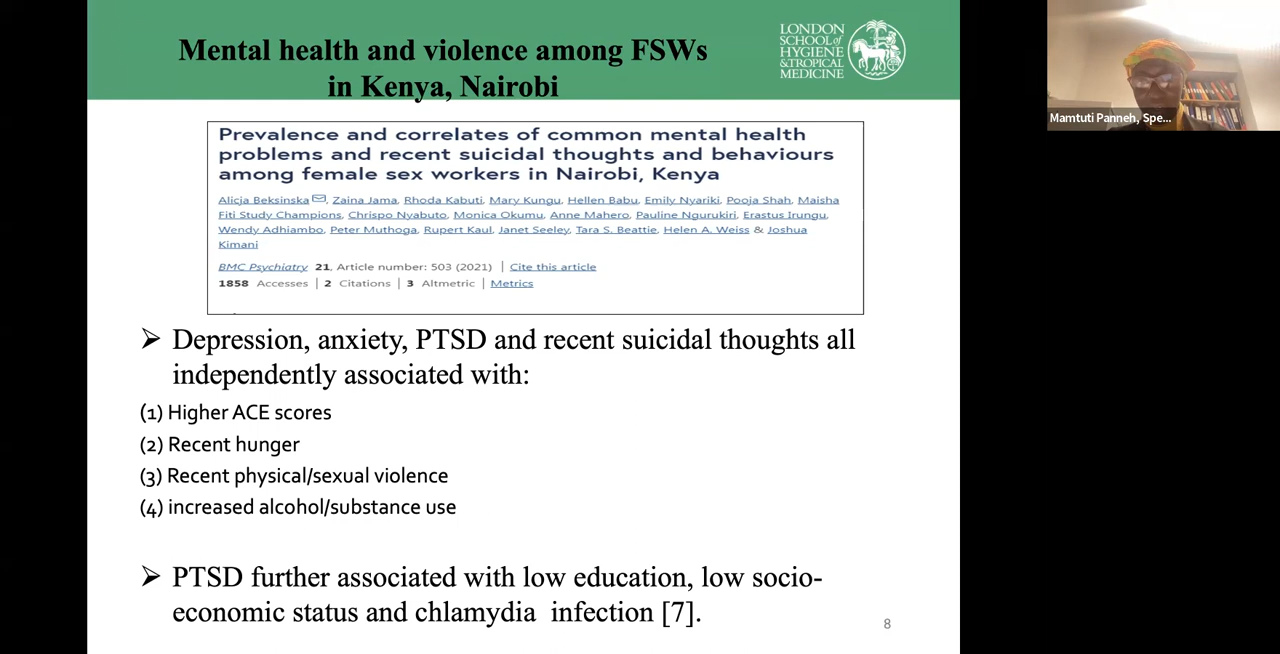 Mental health and violence among FSWs
in Kenya, Nairobi
LONDON
SCHOOL of
HYGIENE
& TROPICAL
MEDICINE
Mamtuti Panneh, Spe...
Prevalence and correlates of common mental health
problems and recent suicidal thoughts and behaviours
among female sex workers in Nairobi, Kenya
Alicja Beksinska, Zaina Jama, Rhoda Kabuti, Mary Kungu, Hellen Babu, Emily Nyariki, Pooja Shah, Maisha
Fiti Study Champions, Chrispo Nyabuto, Monica Okumu, Anne Mahero, Pauline Ngurukiri, Erastus Irungu,
Wendy Adhiambo, Peter Muthoga, Rupert Kaul, Janet Seeley, Tara S. Beattie, Helen A. Weiss & Joshua
Kimani
BMC Psychiatry 21, Article number: 503 (2021) | Cite this article
1858 Accesses | 2 Citations | 3 Altmetric | Metrics
➢ Depression, anxiety, PTSD and recent suicidal thoughts all
independently associated with:
(1) Higher ACE scores
(2) Recent hunger
(3) Recent physical/sexual violence
(4) increased alcohol/substance use
➢ PTSD further associated with low education, low socio-
economic status and chlamydia infection [7].
8